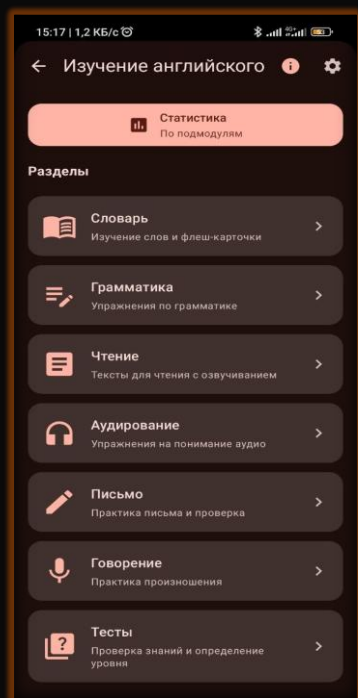 15:17 | 1,2 КБ/с
Изучение английского
Статистика
По подмодулям
Разделы
Словарь
Изучение слов и флеш-карточки
Грамматика
Упражнения по грамматике
Чтение
Тексты для чтения с озвучиванием
Аудирование
Упражнения на понимание аудио
Письмо
Практика письма и проверка
Говорение
Практика произношения
Тесты
Проверка знаний и определение
уровня